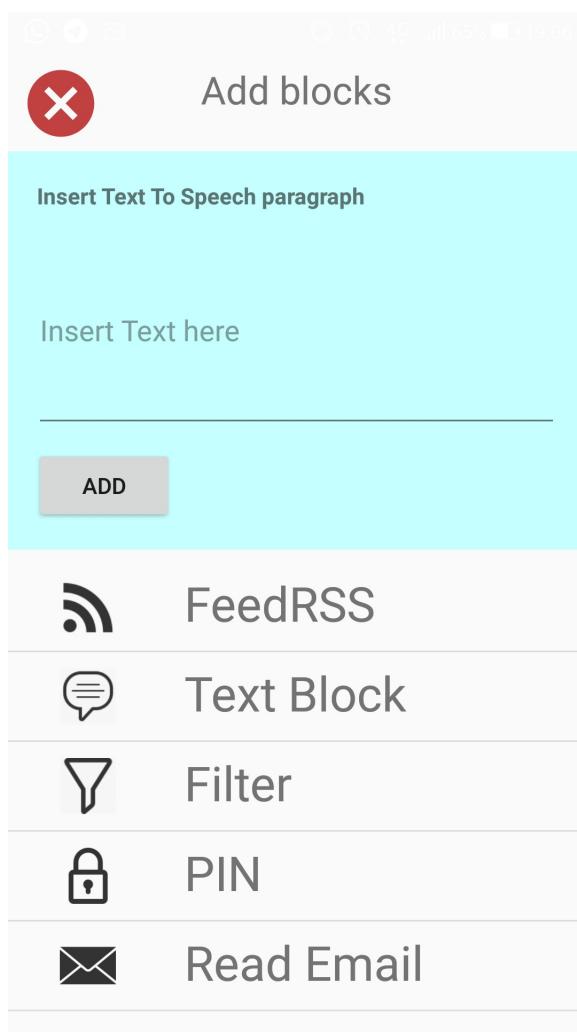 Add blocks
Insert Text To Speech paragraph
Insert Text here
ADD
FeedRSS
Text Block
Filter
PIN
Read Email